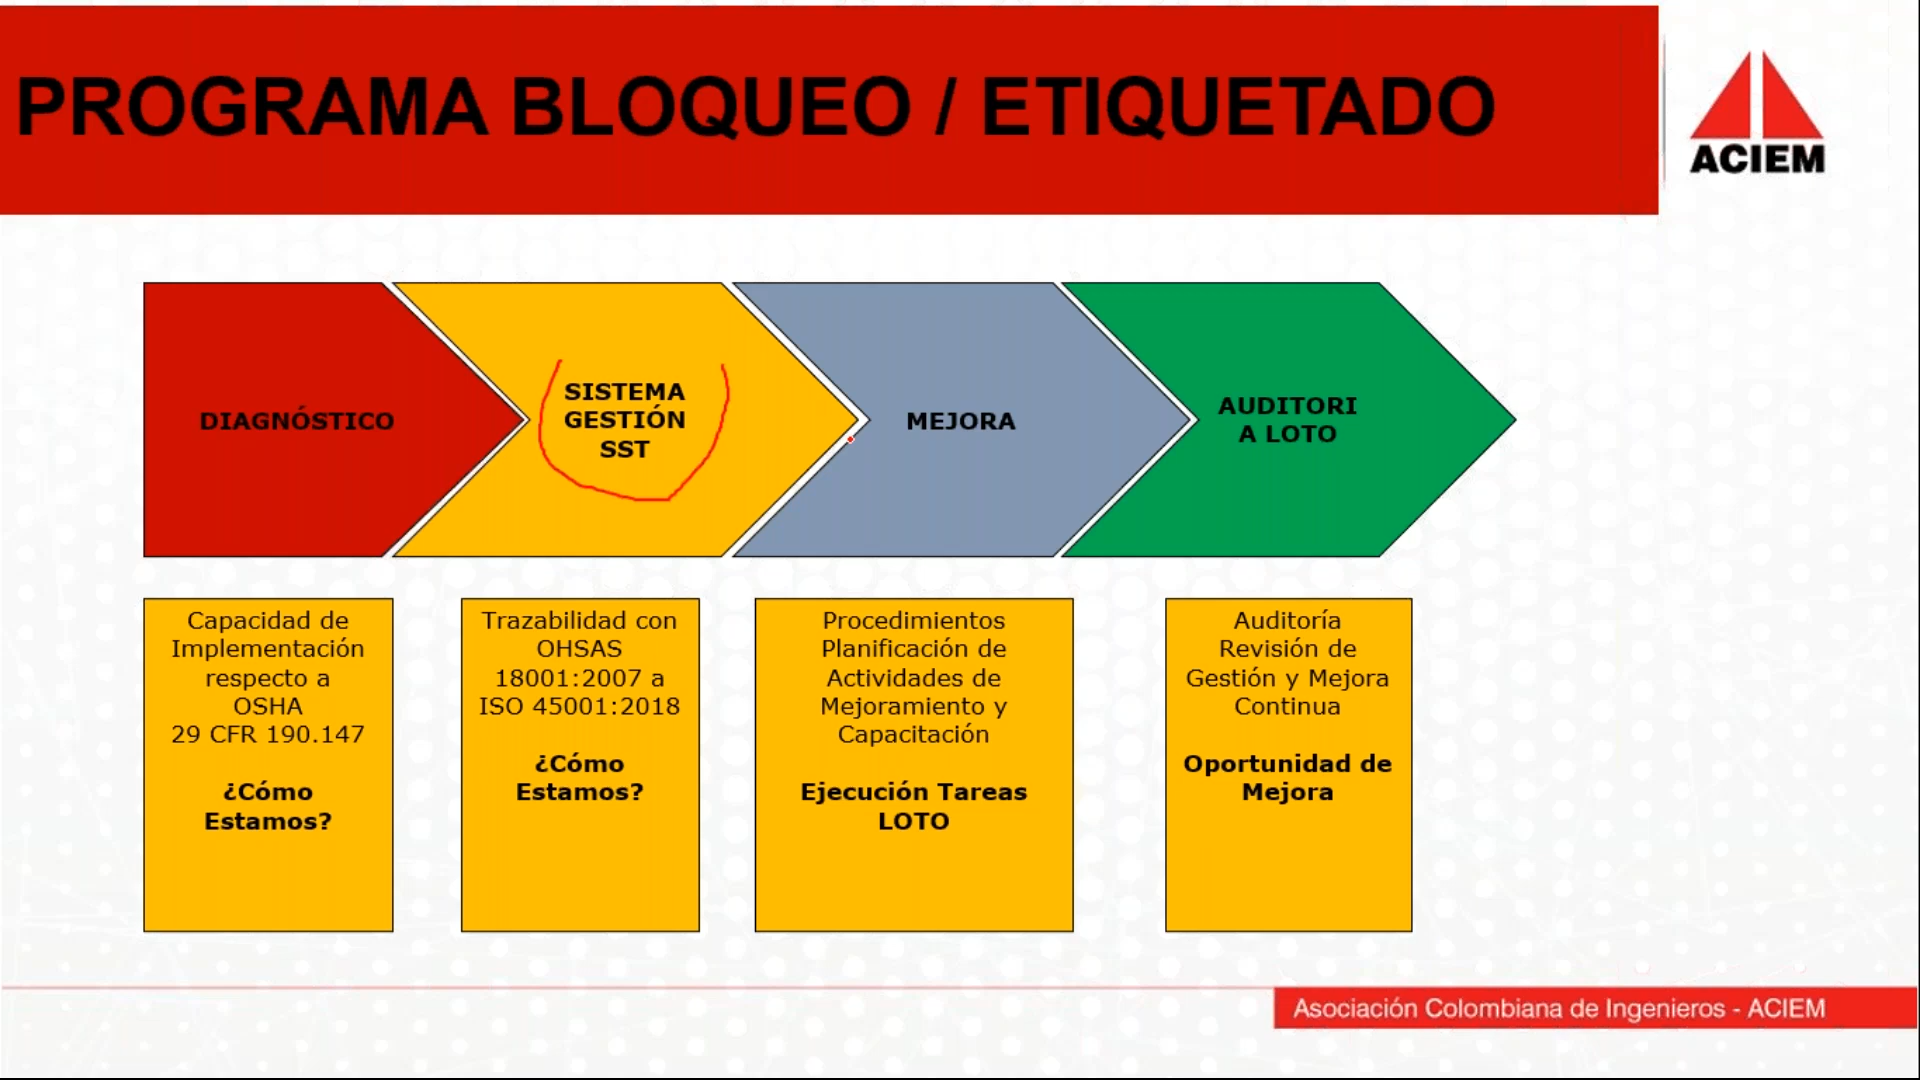 PROGRAMA BLOQUEO / ETIQUETADO
ACIEM
DIAGNÓSTICO
SISTEMA
GESTIÓN
SST
MEJORA
AUDITORI
A LOTO
Capacidad de
Implementación
respecto a
OSHA
29 CFR 190.147
¿Cómo
Estamos?
Trazabilidad con
OHSAS
18001:2007 a
ISO 45001:2018
¿Cómo
Estamos?
Procedimientos
Planificación de
Actividades de
Mejoramiento y
Capacitación
Ejecución Tareas
LOTO
Auditoría
Revisión de
Gestión y Mejora
Continua
Oportunidad de
Mejora
Asociación Colombiana de Ingenieros - ACIEM